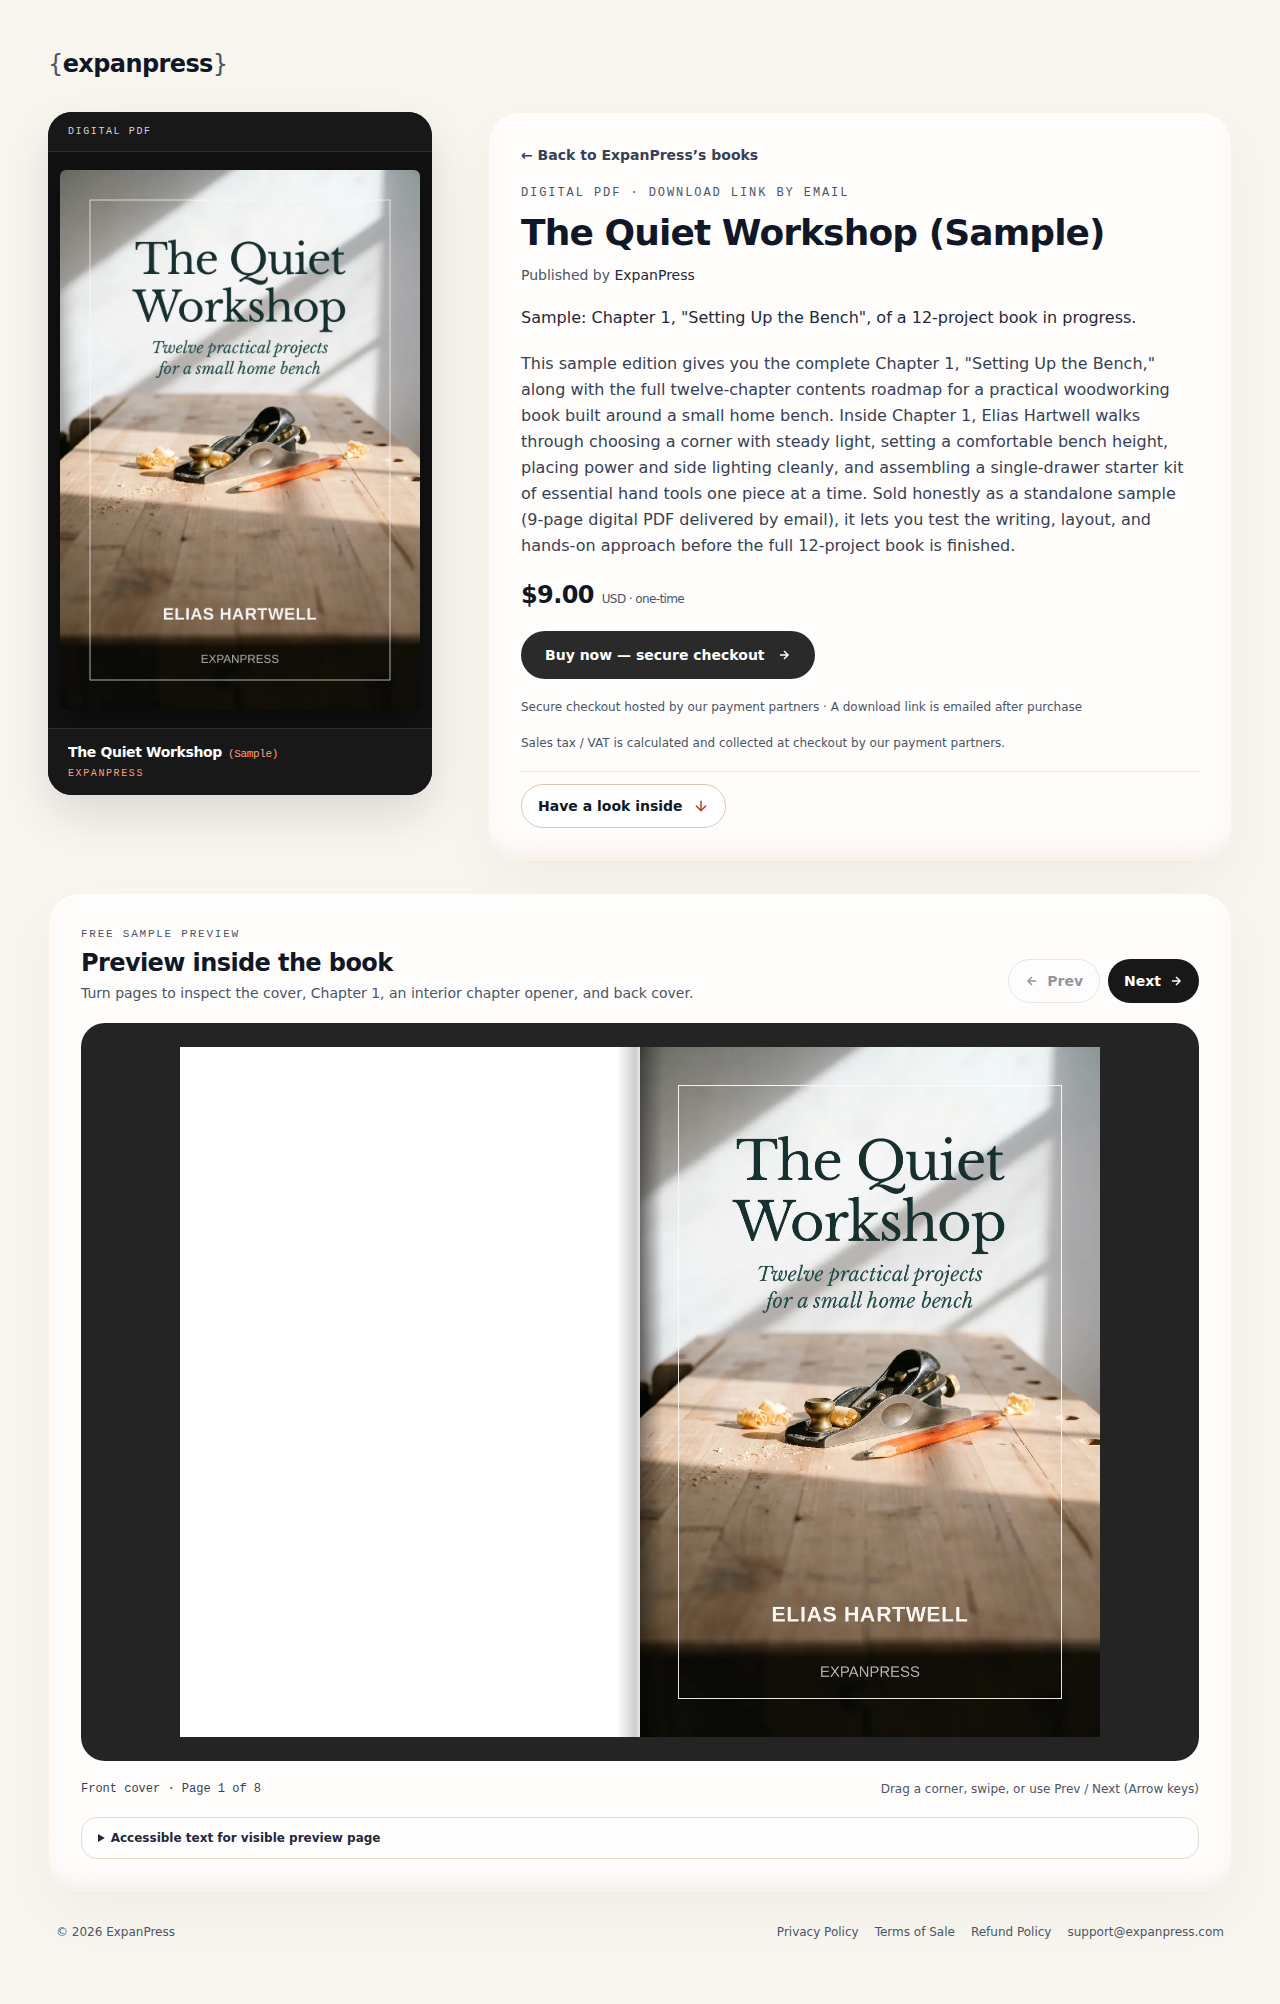 {expanpress}
DIGITAL PDF
The Quiet
Workshop
Twelve practical projects
for a small home bench
ELIAS HARTWELL
EXPANPRESS
The Quiet Workshop (Sample)
EXPANPRESS
← Back to ExpanPress’s books
DIGITAL PDF · DOWNLOAD LINK BY EMAIL
The Quiet Workshop (Sample)
Published by ExpanPress
Sample: Chapter 1, "Setting Up the Bench", of a 12-project book in progress.
This sample edition gives you the complete Chapter 1, "Setting Up the Bench,"
along with the full twelve-chapter contents roadmap for a practical woodworking
book built around a small home bench. Inside Chapter 1, Elias Hartwell walks
through choosing a corner with steady light, setting a comfortable bench height,
placing power and side lighting cleanly, and assembling a single-drawer starter kit
of essential hand tools one piece at a time. Sold honestly as a standalone sample
(9-page digital PDF delivered by email), it lets you test the writing, layout, and
hands-on approach before the full 12-project book is finished.
$9.00 USD · one-time
Buy now — secure checkout →
Secure checkout hosted by our payment partners · A download link is emailed after purchase
Sales tax / VAT is calculated and collected at checkout by our payment partners.
Have a look inside ↓
FREE SAMPLE PREVIEW
Preview inside the book
Turn pages to inspect the cover, Chapter 1, an interior chapter opener, and back cover.
← Prev
Next →
The Quiet
Workshop
Twelve practical projects
for a small home bench
ELIAS HARTWELL
EXPANPRESS
Front cover · Page 1 of 8
Drag a corner, swipe, or use Prev / Next (Arrow keys)
▶ Accessible text for visible preview page
© 2026 ExpanPress
Privacy Policy Terms of Sale Refund Policy support@expanpress.com